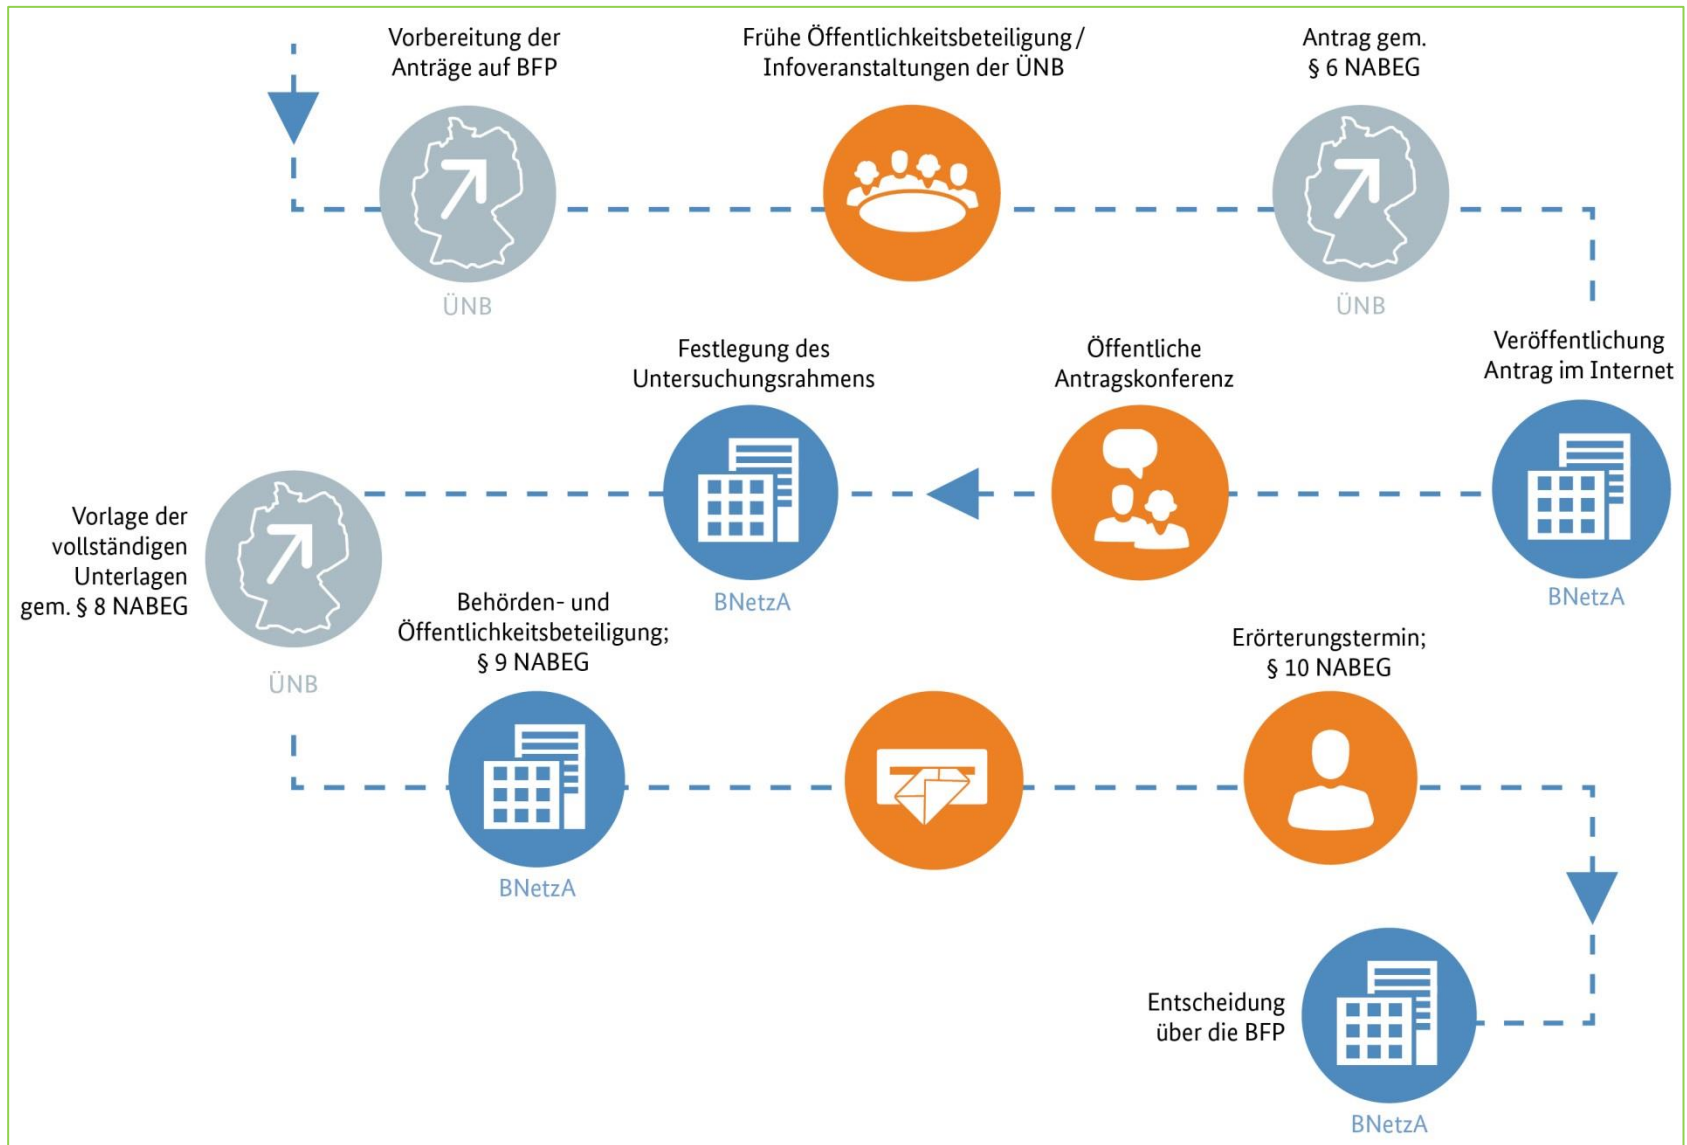 Vorbereitung der
Anträge auf BFP
ÜNB
Frühe Öffentlichkeitsbeteiligung /
Infoveranstaltungen der ÜNB
Antrag gem.
§ 6 NABEG
ÜNB
Veröffentlichung
Antrag im Internet
BNetzA
Öffentliche
Antragskonferenz
Festlegung des
Untersuchungsrahmens
BNetzA
Vorlage der
vollständigen
Unterlagen
gem. § 8 NABEG
ÜNB
Behörden- und
Öffentlichkeitsbeteiligung;
§ 9 NABEG
BNetzA
Erörterungstermin;
§ 10 NABEG
Entscheidung
über die BFP
BNetzA